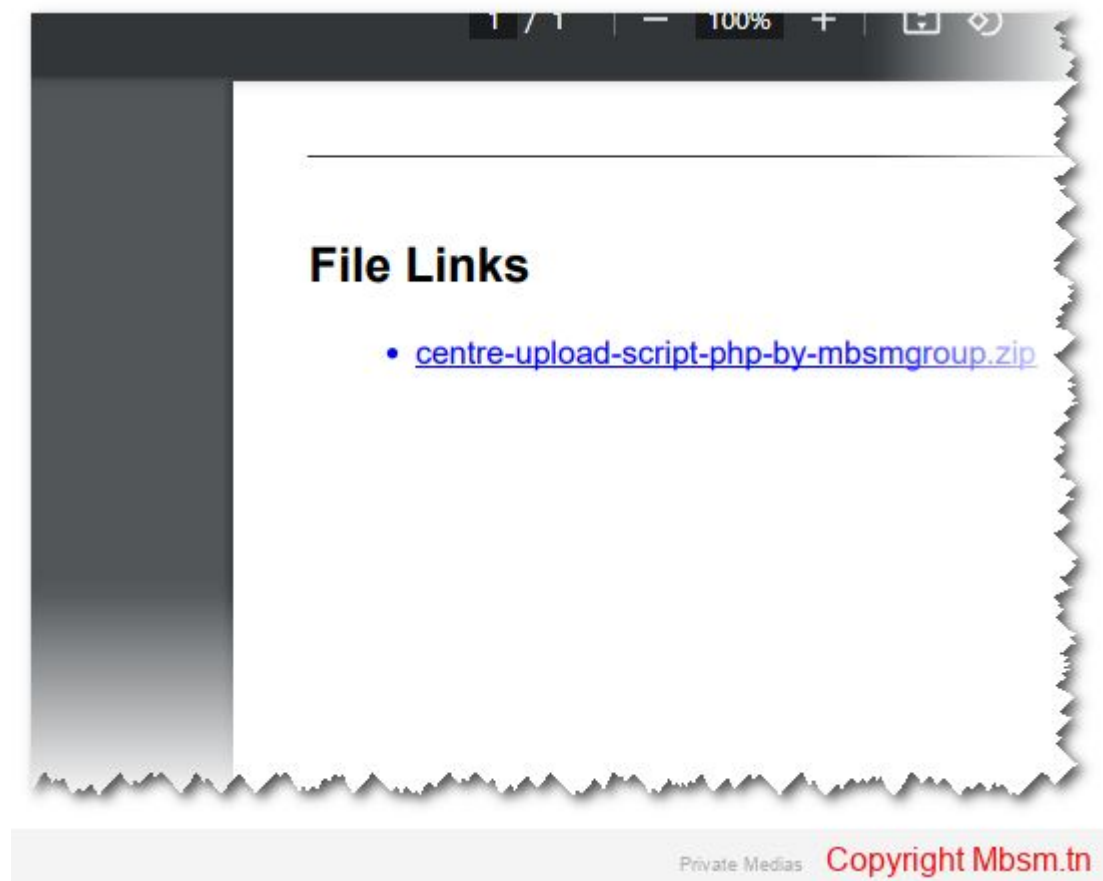 1 / 1 | — 100% + |
File Links
• centre-upload-script-php-by-mbsmgroup.zip
Private Medias Copyright Mbsm.tn